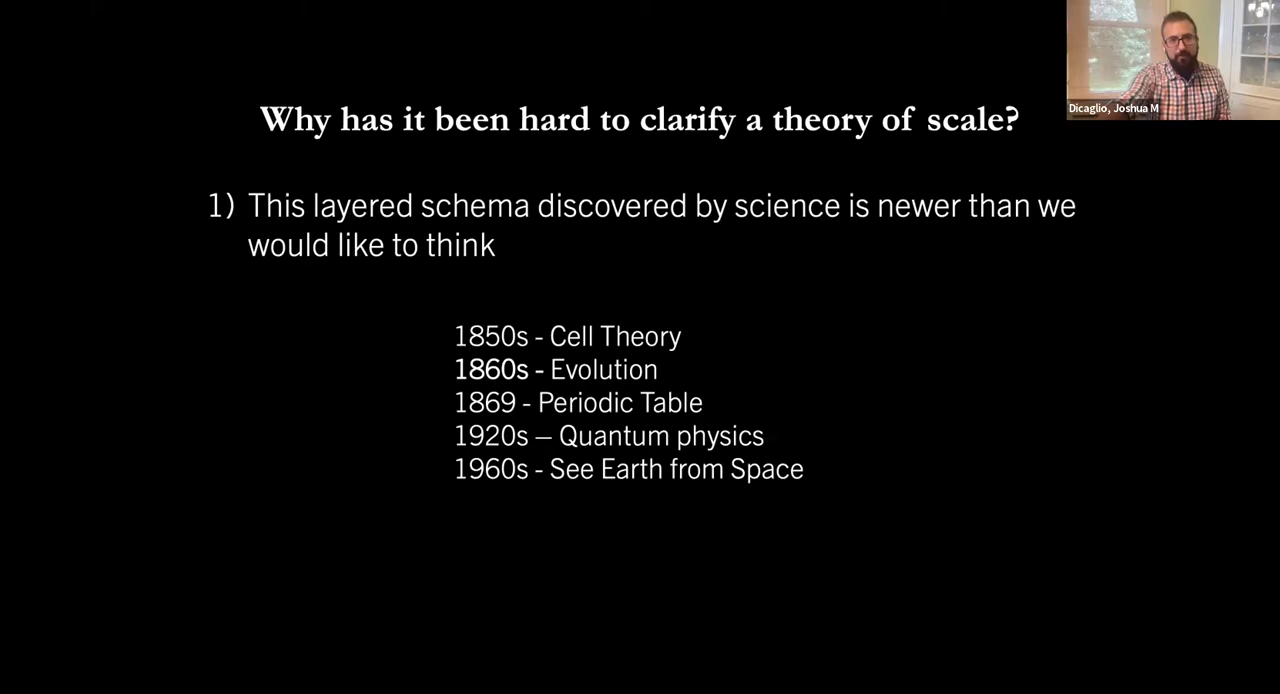 Dicaglio, Joshua M
Why has it been hard to clarify a theory of scale?
1) This layered schema discovered by science is newer than we
would like to think
1850s - Cell Theory
1860s - Evolution
1869 - Periodic Table
1920s – Quantum physics
1960s - See Earth from Space